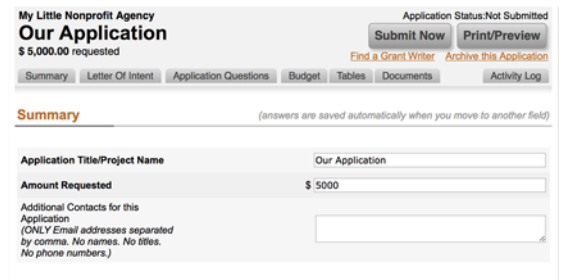 My Little Nonprofit Agency
Application Status:Not Submitted
Our Application
Submit Now
Print/Preview
$ 5,000.00 requested
Find a Grant Writer
Archive this Application
Summary
Letter Of Intent
Application Questions
Budget
Tables
Documents
Activity Log
Summary
(answers are saved automatically when you move to another field)
Application Title/Project Name
Our Application
Amount Requested
$ 5000
Additional Contacts for this
Application
(ONLY Email addresses separated
by comma. No names. No titles.
No phone numbers.)